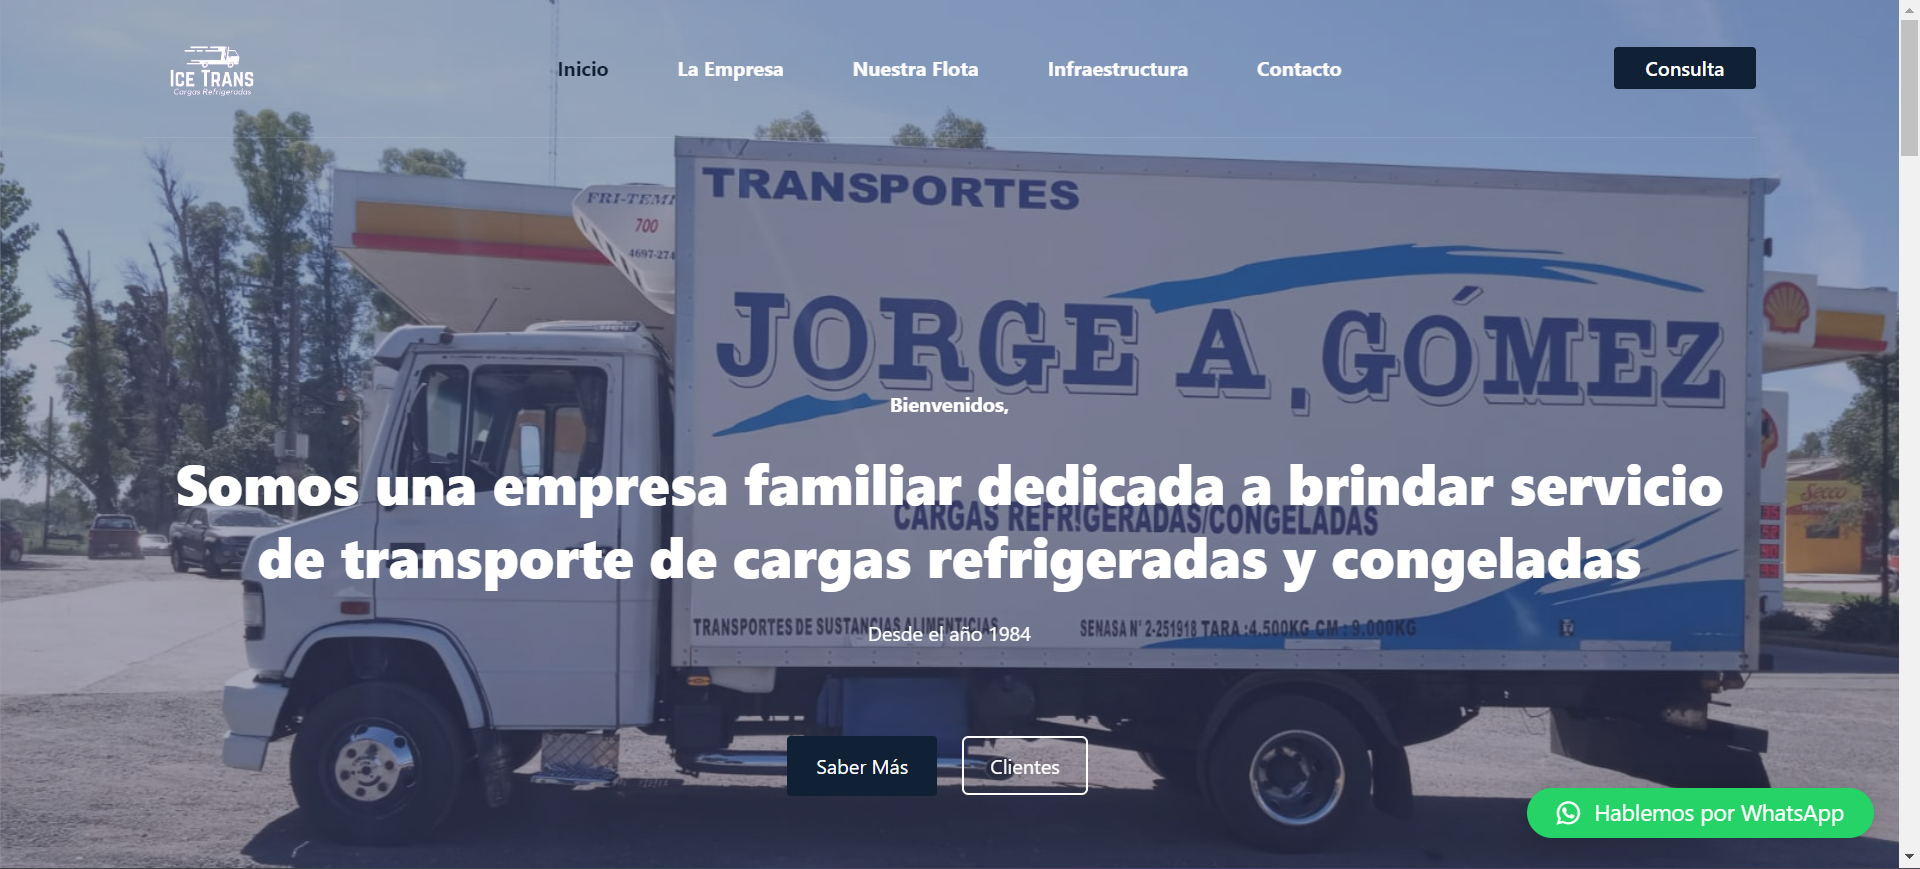 ICE TRANS
Cargas Refrigeradas
Inicio
La Empresa
Nuestra Flota
Infraestructura
Contacto
Consulta
TRANSPORTES
FRI-TEM
700
4697-274
JORGE A. GÓMEZ
Bienvenidos,
Somos una empresa familiar dedicada a brindar servicio
CARGAS REFRIGERADAS/CONGELADAS
Secco
de transporte de cargas refrigeradas y congeladas
TRANSPORTES DE SUSTANCIAS ALIMENTICIAS
SENASA N° 2-251918 TARA :4.500KG CM : 9.000KG
Desde el año 1984
Saber Más
Clientes
Hablemos por WhatsApp